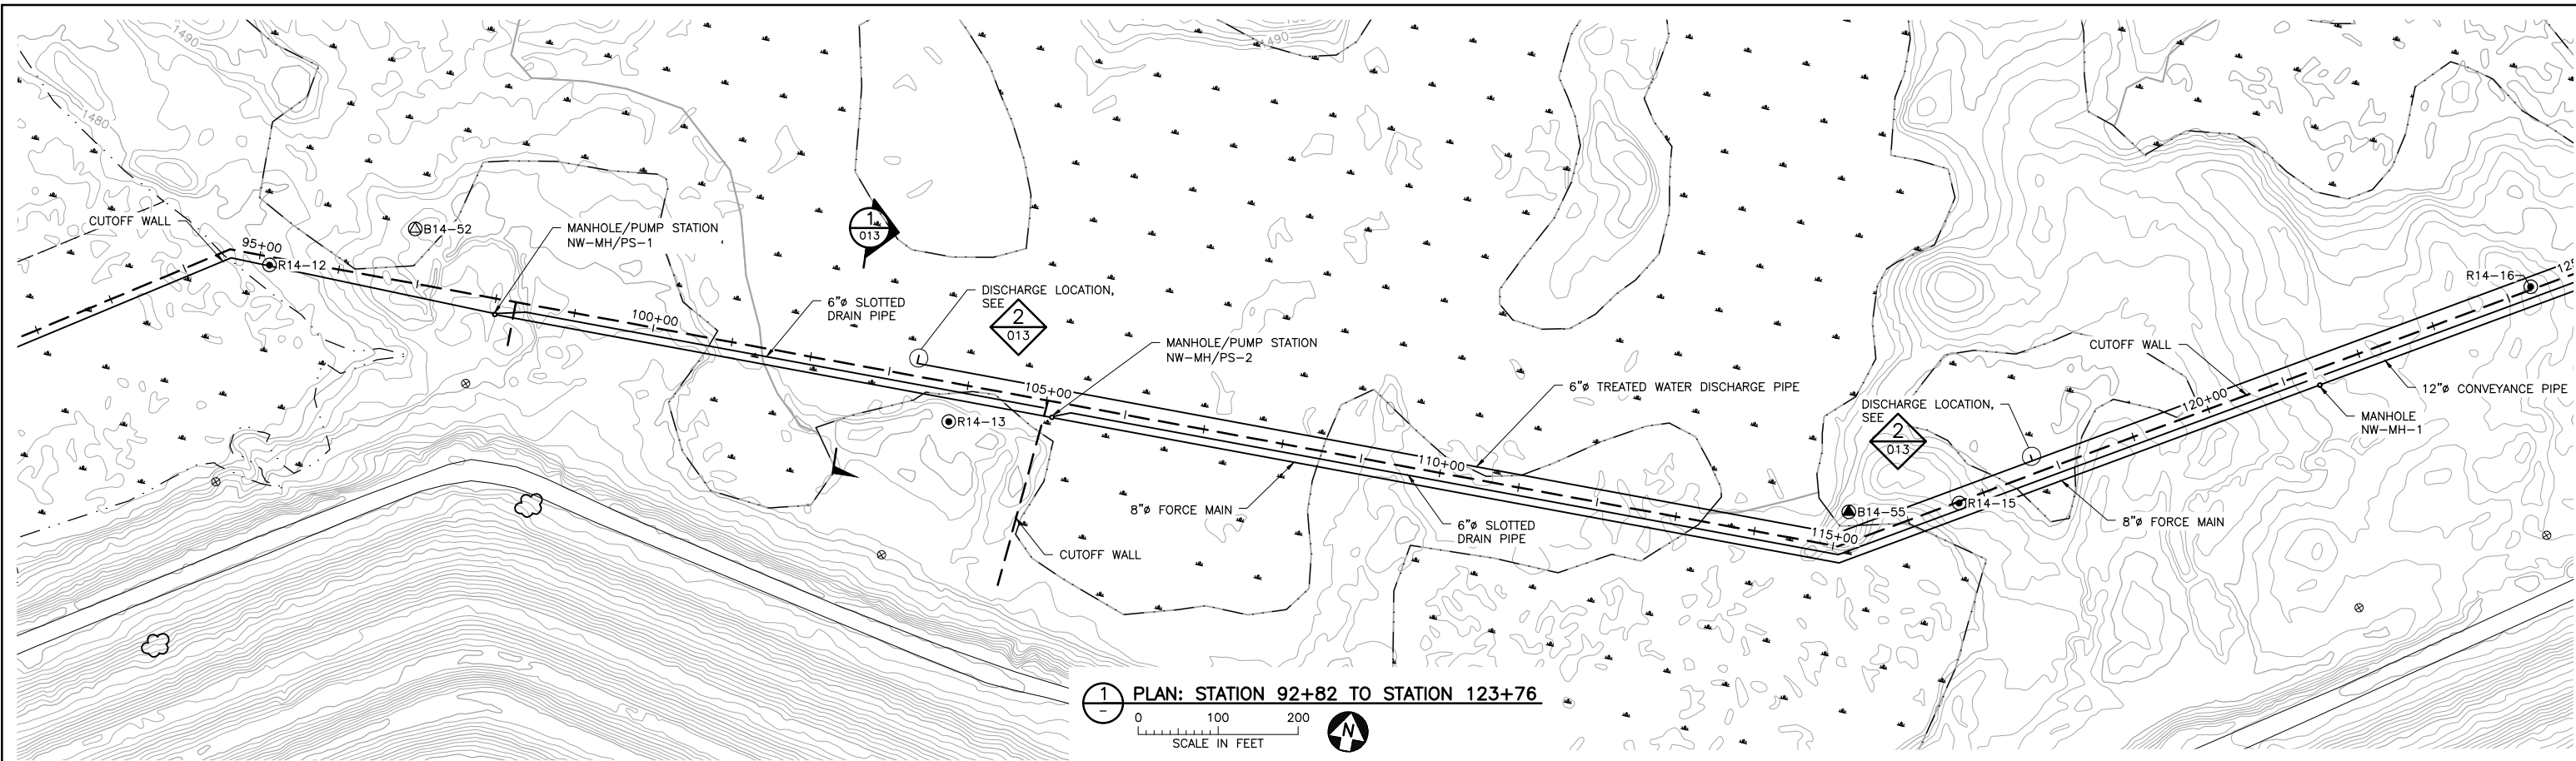 1490
1490
1480
CUTOFF WALL
95+00
R14-12
B14-52
MANHOLE/PUMP STATION
NW-MH/PS-1
1
013
6"ø SLOTTED
DRAIN PIPE
100+00
DISCHARGE LOCATION,
SEE
2
013
MANHOLE/PUMP STATION
NW-MH/PS-2
105+00
R14-13
6"ø TREATED WATER DISCHARGE PIPE
110+00
8"ø FORCE MAIN
6"ø SLOTTED
DRAIN PIPE
CUTOFF WALL
115+00
B14-55
DISCHARGE LOCATION,
SEE
2
013
R14-15
8"ø FORCE MAIN
CUTOFF WALL
120+00
R14-16
12"ø CONVEYANCE PIPE
MANHOLE
NW-MH-1
1
-
PLAN: STATION 92+82 TO STATION 123+76
0 100 200
SCALE IN FEET
N